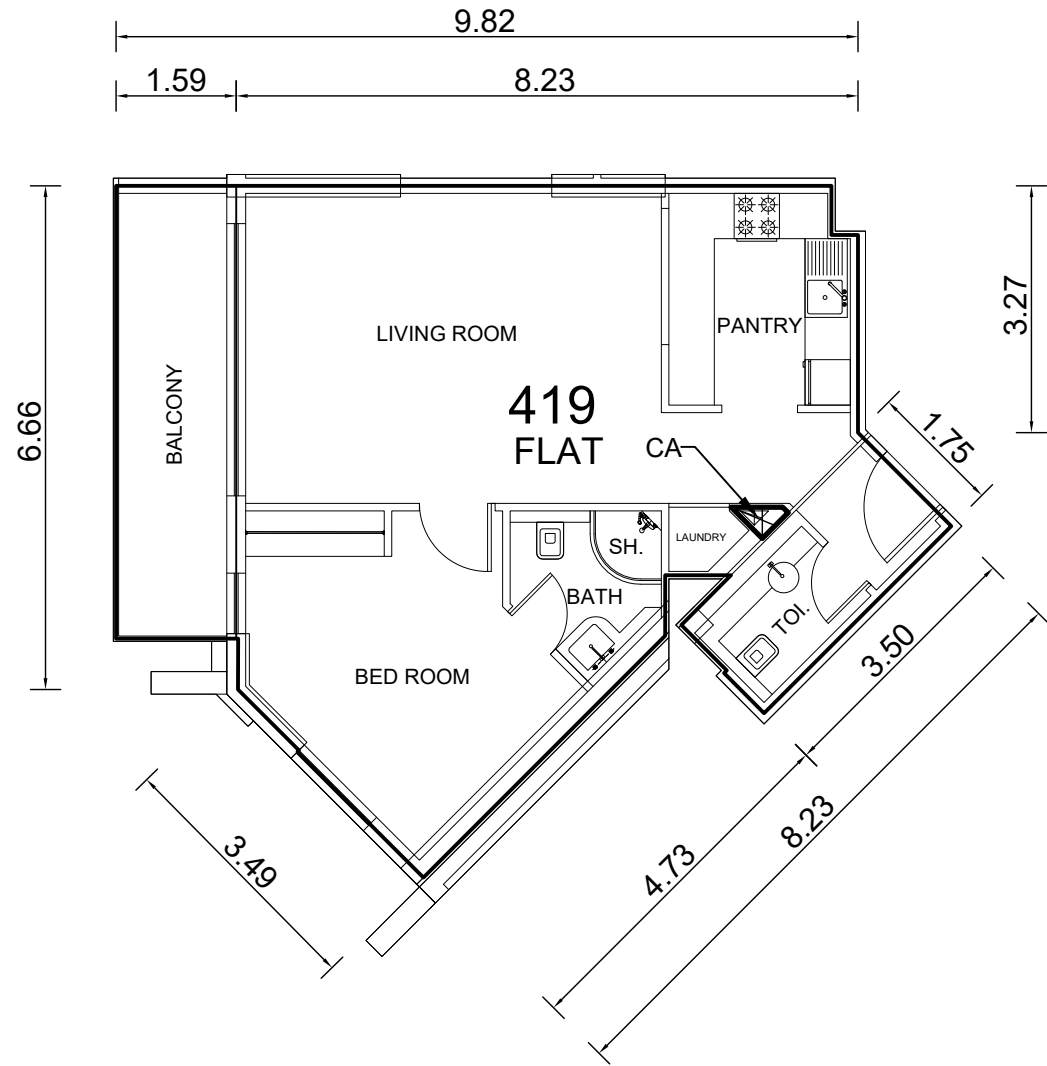 9.82
1.59
8.23
6.66
3.27
BALCONY
LIVING ROOM
PANTRY
419
FLAT
CA
1.75
SH.
LAUNDRY
BATH
TOI.
BED ROOM
3.50
8.23
4.73
3.49